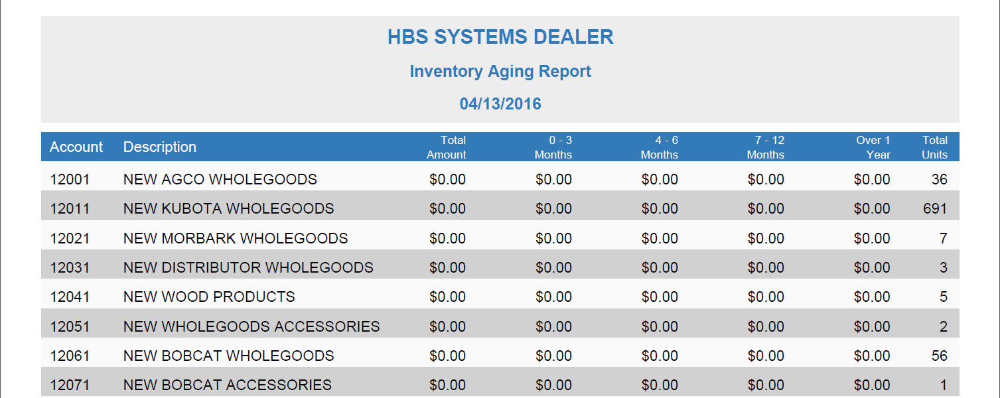 HBS SYSTEMS DEALER
Inventory Aging Report
04/13/2016
Account Description Total Amount 0 - 3 Months 4 - 6 Months 7 - 12 Months Over 1 Year Total Units
12001 NEW AGCO WHOLEGOODS $0.00 $0.00 $0.00 $0.00 $0.00 36
12011 NEW KUBOTA WHOLEGOODS $0.00 $0.00 $0.00 $0.00 $0.00 691
12021 NEW MORBARK WHOLEGOODS $0.00 $0.00 $0.00 $0.00 $0.00 7
12031 NEW DISTRIBUTOR WHOLEGOODS $0.00 $0.00 $0.00 $0.00 $0.00 3
12041 NEW WOOD PRODUCTS $0.00 $0.00 $0.00 $0.00 $0.00 5
12051 NEW WHOLEGOODS ACCESSORIES $0.00 $0.00 $0.00 $0.00 $0.00 2
12061 NEW BOBCAT WHOLEGOODS $0.00 $0.00 $0.00 $0.00 $0.00 56
12071 NEW BOBCAT ACCESSORIES $0.00 $0.00 $0.00 $0.00 $0.00 1